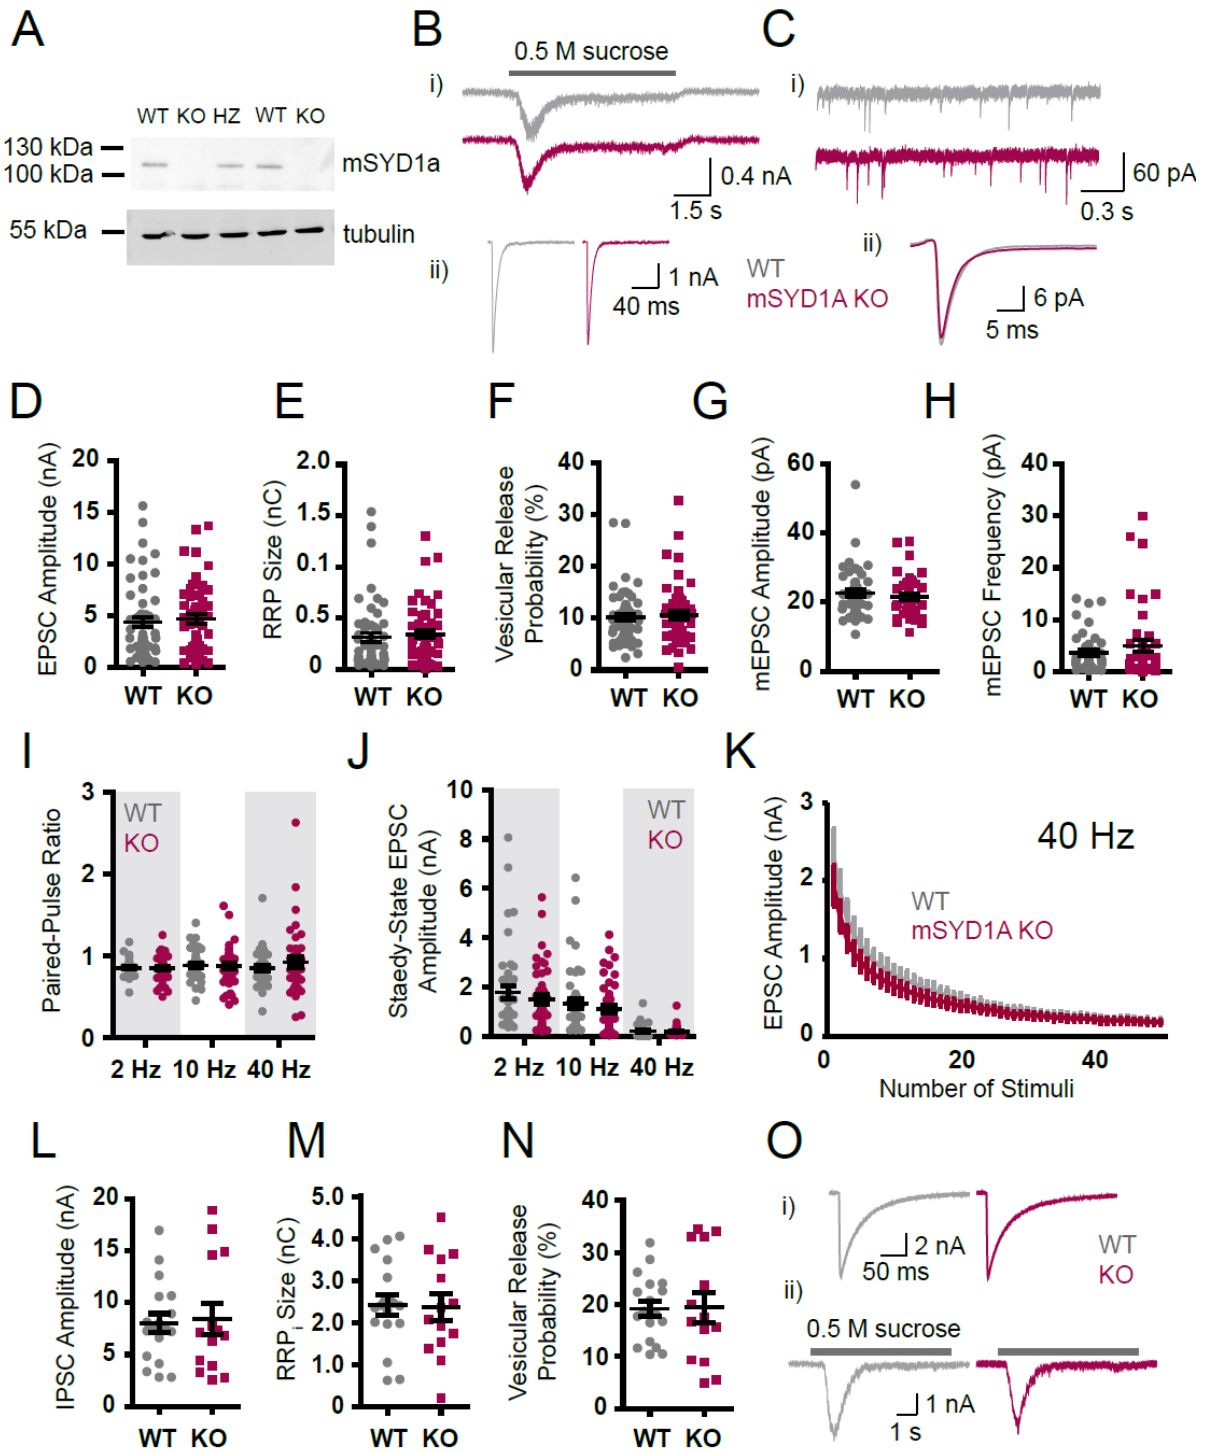 A
WT KO HZ WT KO
130 kDa
100 kDa
mSYD1a
55 kDa
tubulin
B
0.5 M sucrose
i)
0.4 nA
1.5 s
ii)
1 nA
40 ms
C
i)
60 pA
0.3 s
ii)
WT
mSYD1A KO
6 pA
5 ms
D
EPSC Amplitude (nA)
20
15
10
5
0
WT KO
E
RRP Size (nC)
2.0
1.5
0.1
0.5
0
WT KO
F
Vesicular Release
Probability (%)
40
30
20
10
0
WT KO
G
mEPSC Amplitude (pA)
60
40
20
0
WT KO
H
mEPSC Frequency (pA)
40
30
20
10
0
WT KO
I
Paired-Pulse Ratio
3
2
1
0
WT
KO
2 Hz 10 Hz 40 Hz
J
Staedy-State EPSC
Amplitude (nA)
10
8
6
4
2
0
WT
KO
2 Hz 10 Hz 40 Hz
K
EPSC Amplitude (nA)
3
2
1
0
40 Hz
WT
mSYD1A KO
0 20 40
Number of Stimuli
L
IPSC Amplitude (nA)
20
15
10
5
0
WT KO
M
RRPi Size (nC)
5.0
4.0
3.0
2.0
1.0
0
WT KO
N
Vesicular Release
Probability (%)
40
30
20
10
0
WT KO
O
i)
2 nA
50 ms
WT
KO
ii)
0.5 M sucrose
1 nA
1 s